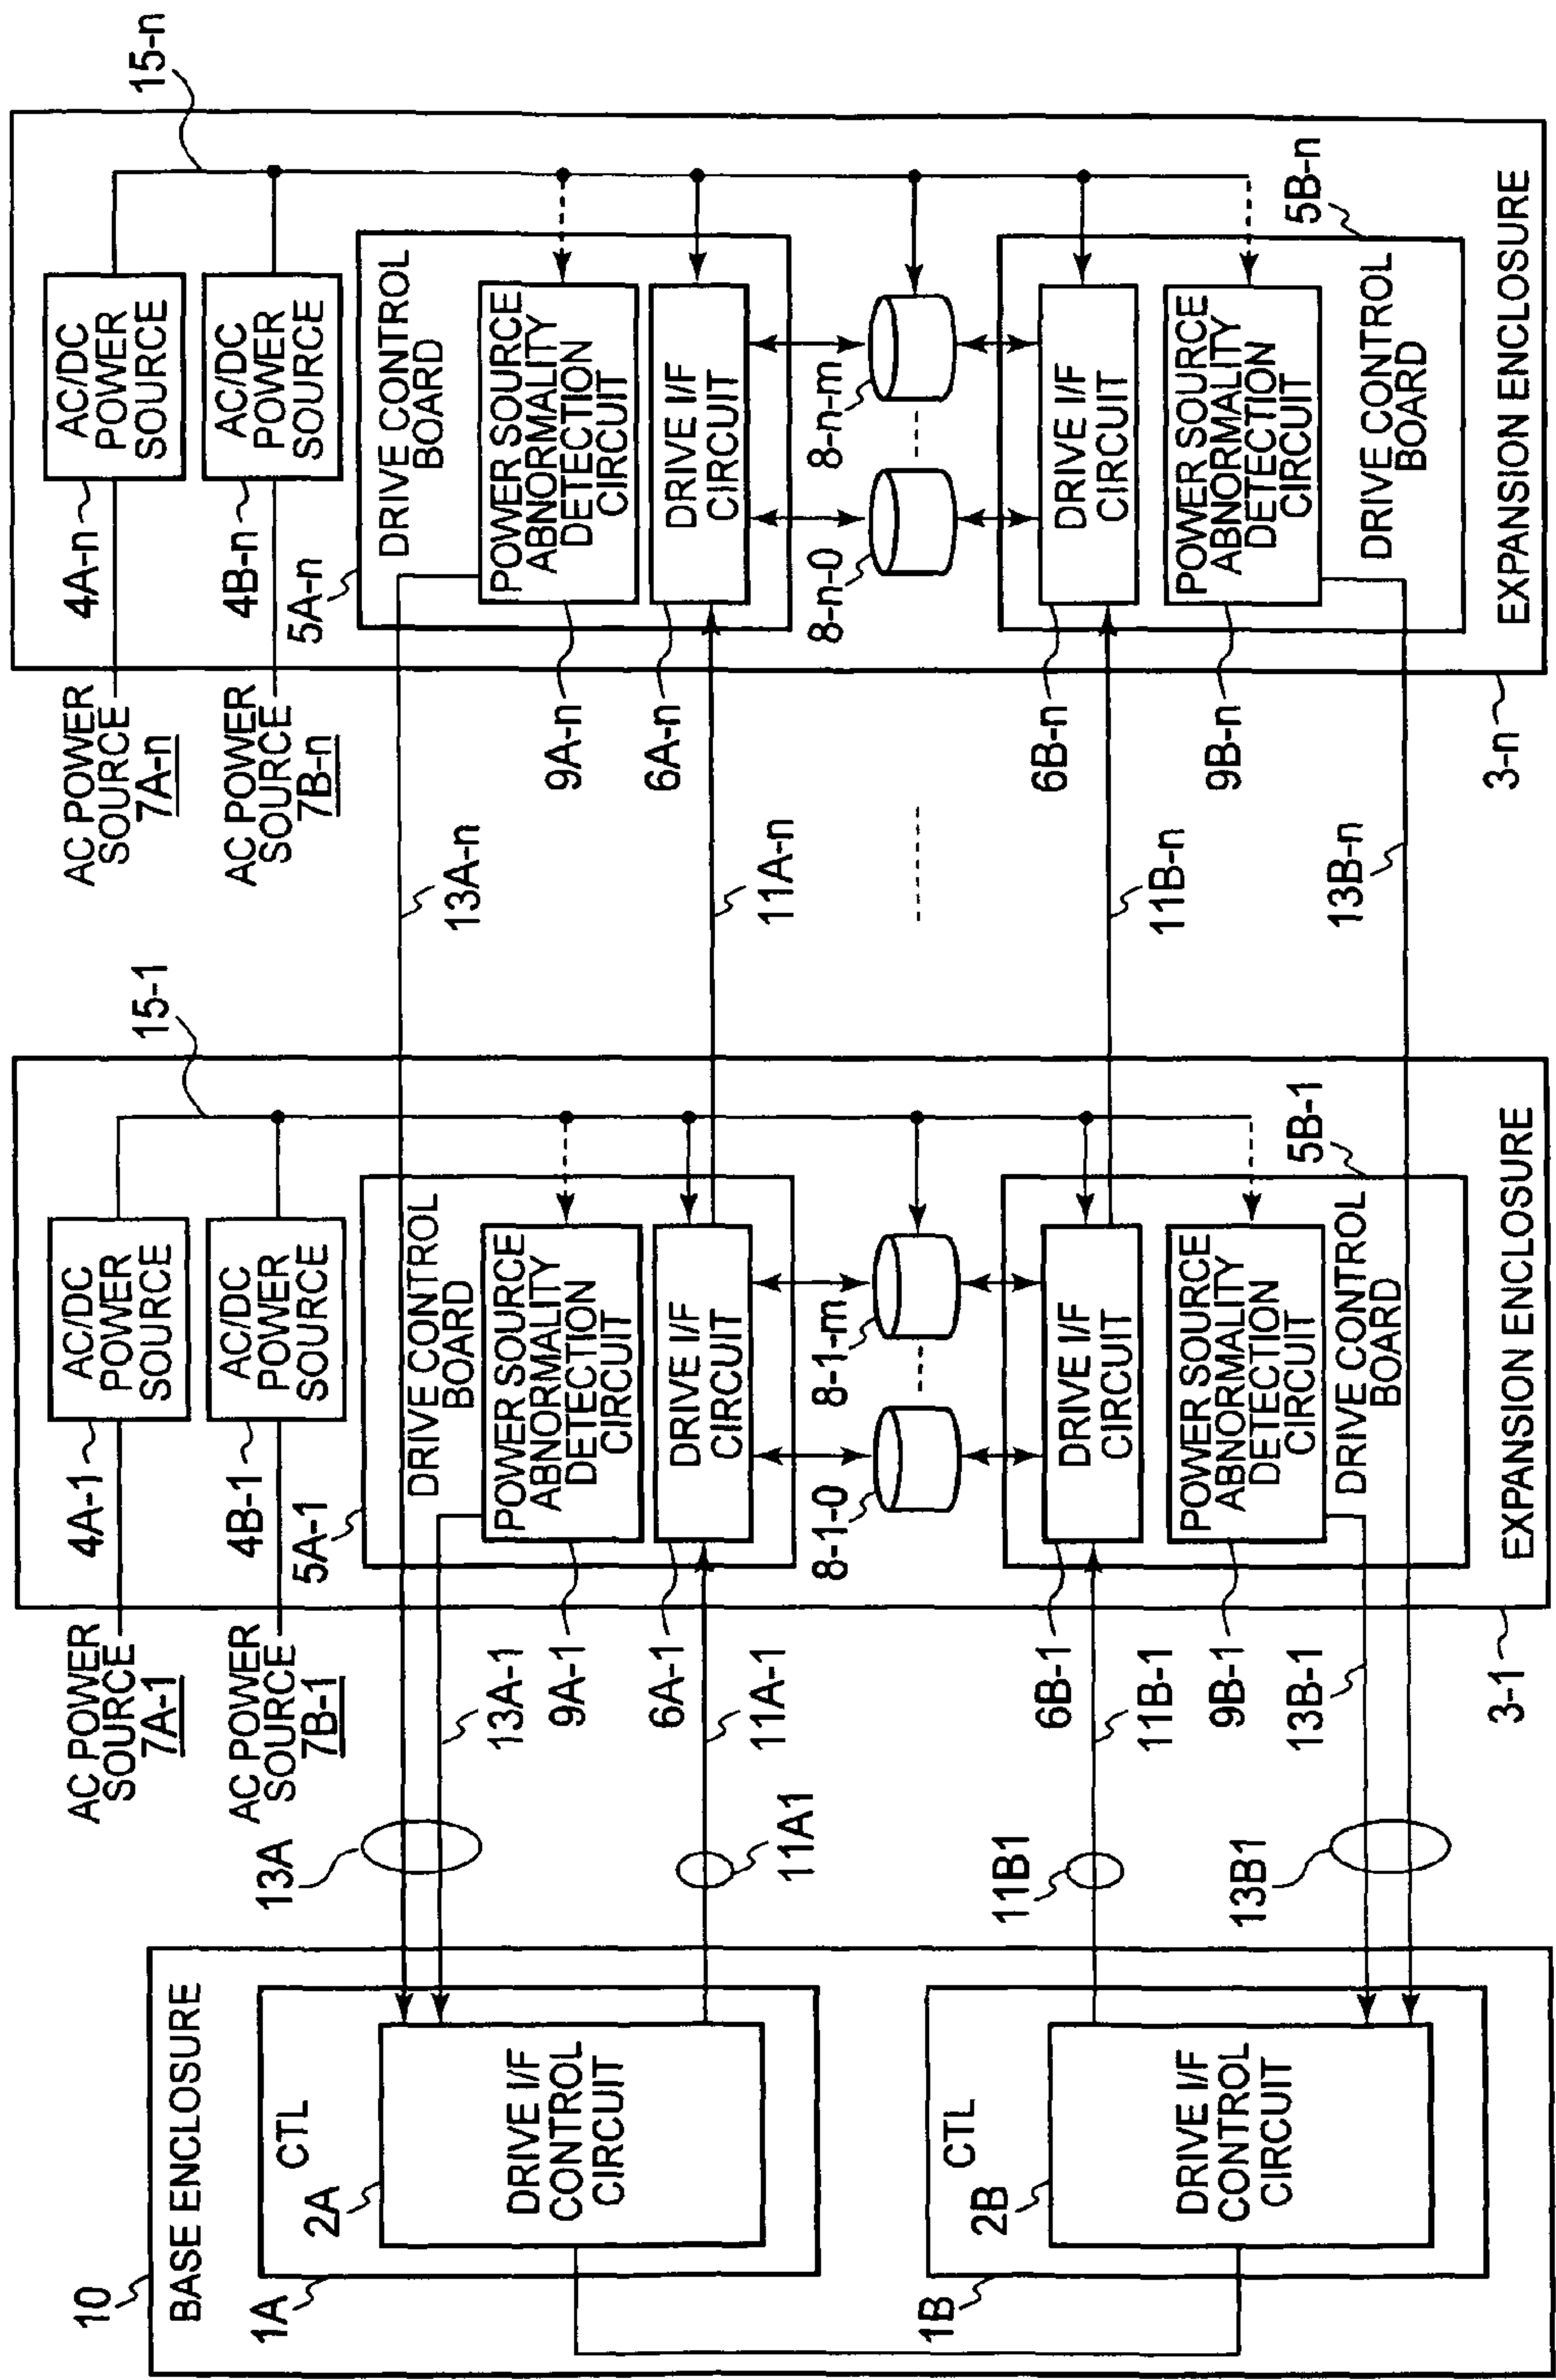 10
BASE ENCLOSURE
1A
CTL
2A
DRIVE I/F
CONTROL
CIRCUIT
1B
CTL
2B
DRIVE I/F
CONTROL
CIRCUIT
13A
11A1
11B1
13B1
AC POWER
SOURCE
7A-1
AC POWER
SOURCE
7B-1
13A-1
9A-1
6A-1
11A-1
6B-1
11B-1
9B-1
13B-1
3-1
4A-1
AC/DC
POWER
SOURCE
4B-1
AC/DC
POWER
SOURCE
15-1
5A-1
DRIVE CONTROL
BOARD
POWER SOURCE
ABNORMALITY
DETECTION
CIRCUIT
DRIVE I/F
CIRCUIT
8-1-0
8-1-m
DRIVE I/F
CIRCUIT
POWER SOURCE
ABNORMALITY
DETECTION
CIRCUIT
DRIVE CONTROL
BOARD
5B-1
EXPANSION ENCLOSURE
13A-n
11A-n
11B-n
13B-n
AC POWER
SOURCE
7A-n
AC POWER
SOURCE
7B-n
9A-n
6A-n
6B-n
9B-n
3-n
4A-n
AC/DC
POWER
SOURCE
4B-n
AC/DC
POWER
SOURCE
15-n
5A-n
DRIVE CONTROL
BOARD
POWER SOURCE
ABNORMALITY
DETECTION
CIRCUIT
DRIVE I/F
CIRCUIT
8-n-0
8-n-m
DRIVE I/F
CIRCUIT
POWER SOURCE
ABNORMALITY
DETECTION
CIRCUIT
DRIVE CONTROL
BOARD
5B-n
EXPANSION ENCLOSURE